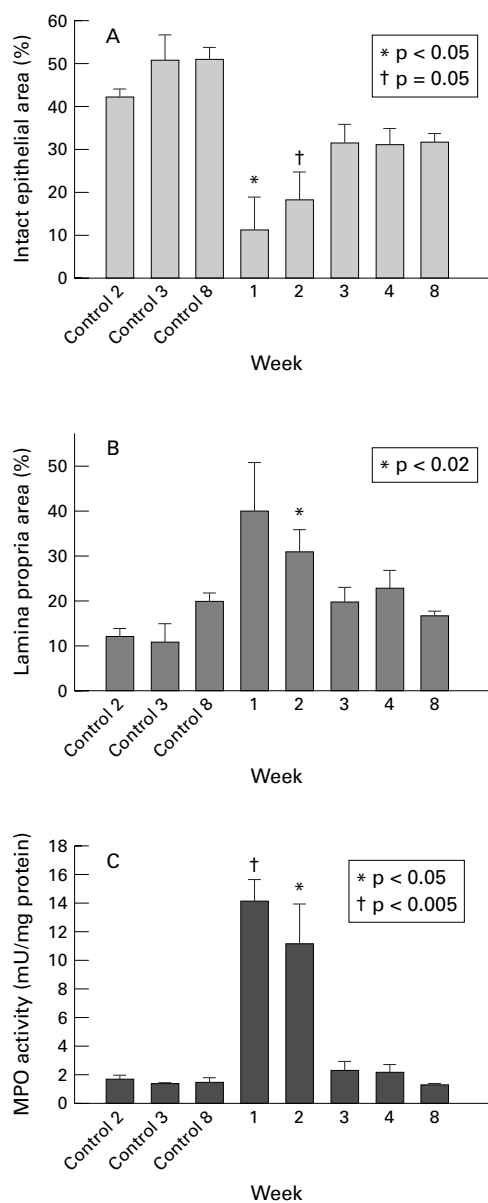 A
* p < 0.05
† p = 0.05
Intact epithelial area (%)
60
50
40
30
20
10
0
*
†
Control 2 Control 3 Control 8 1 2 3 4 8
Week
B
* p < 0.02
Lamina propria area (%)
50
40
30
20
10
0
*
Control 2 Control 3 Control 8 1 2 3 4 8
Week
C
* p < 0.05
† p < 0.005
MPO activity (mU/mg protein)
18
16
14
12
10
8
6
4
2
0
†
*
Control 2 Control 3 Control 8 1 2 3 4 8
Week